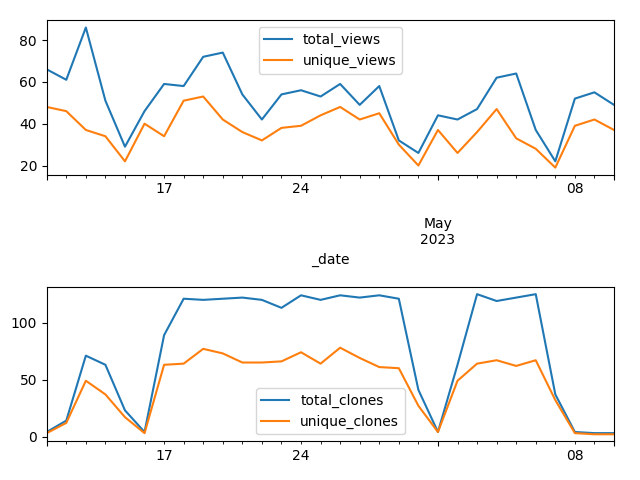 80
60
40
20
total_views
unique_views
17
24
08
May
2023
_date
100
50
0
total_clones
unique_clones
17
24
08